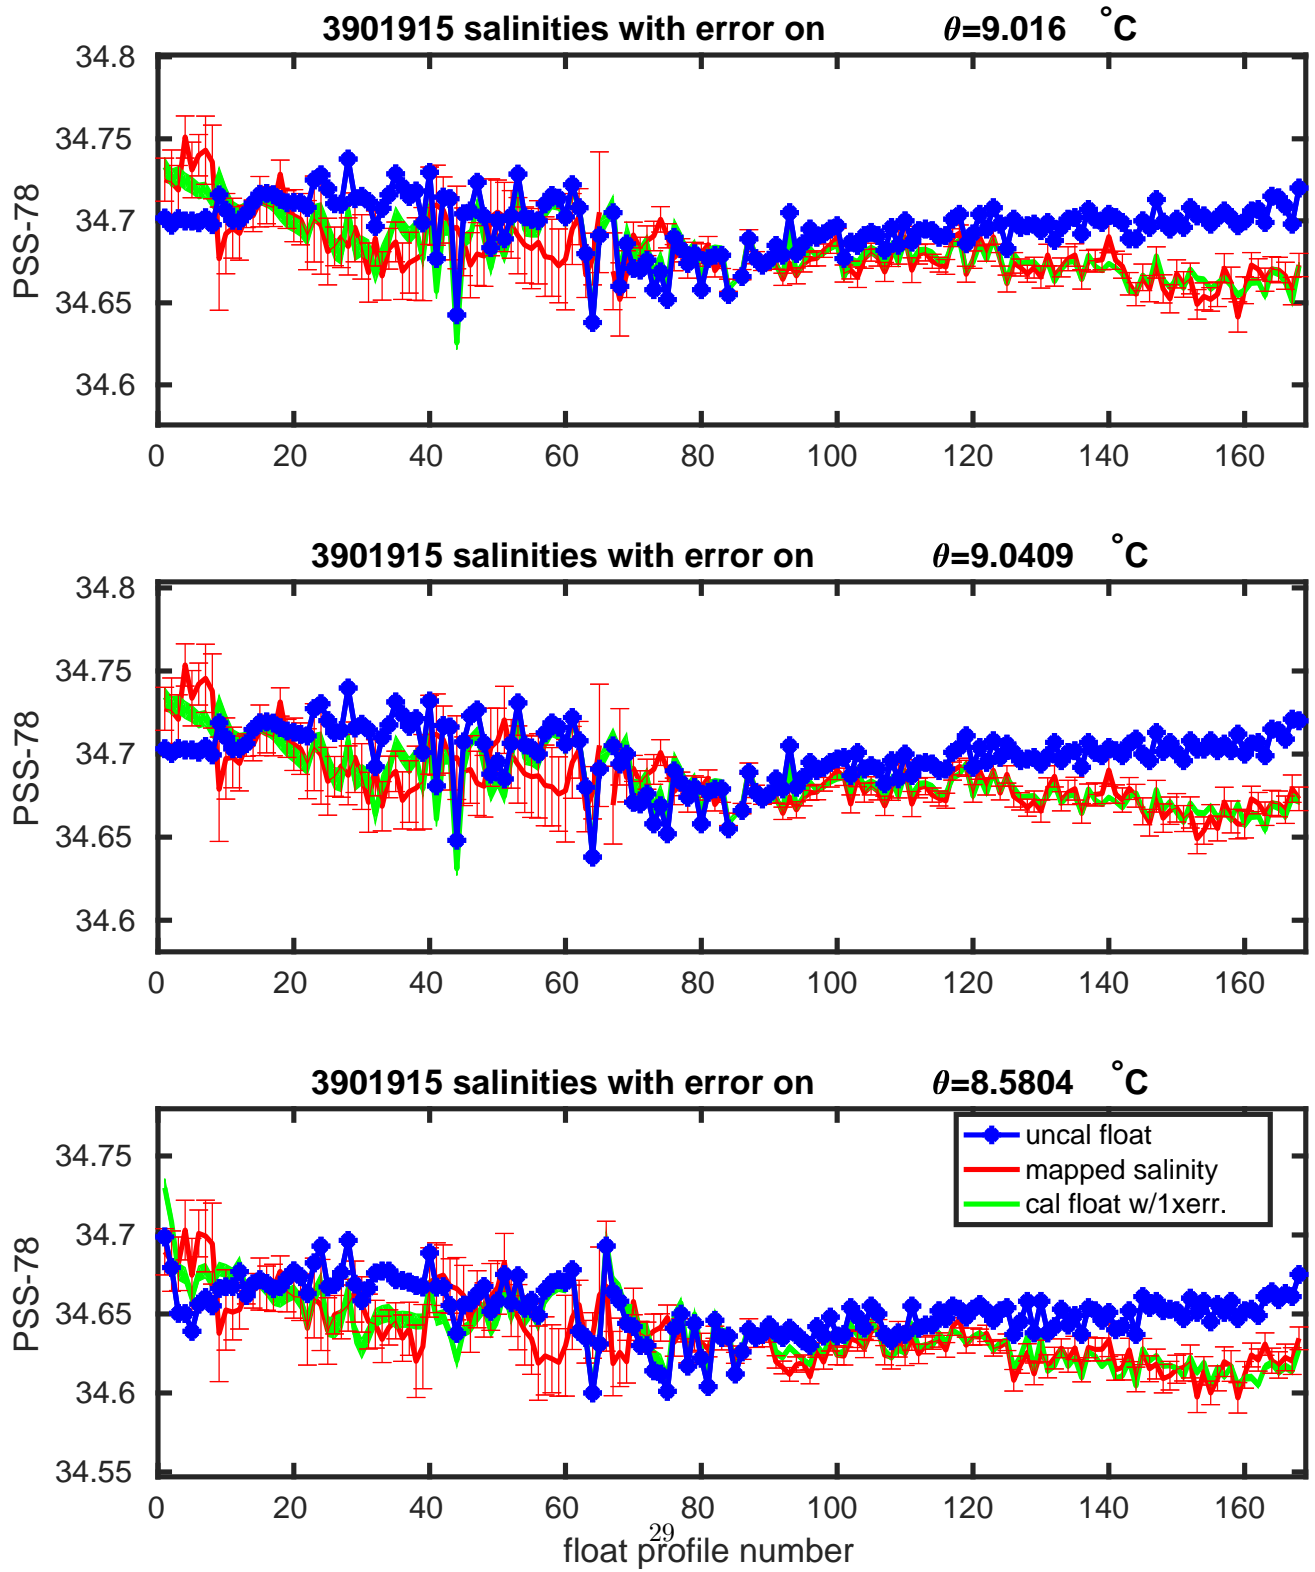 3901915 salinities with error on θ=9.016 °C
34.8
34.75
34.7
34.65
34.6
PSS-78
0 20 40 60 80 100 120 140 160
3901915 salinities with error on θ=9.0409 °C
34.8
34.75
34.7
34.65
34.6
PSS-78
0 20 40 60 80 100 120 140 160
3901915 salinities with error on θ=8.5804 °C
uncal float
mapped salinity
cal float w/1xerr.
34.75
34.7
34.65
34.6
34.55
PSS-78
0 20 40 60 80 100 120 140 160
29
float profile number